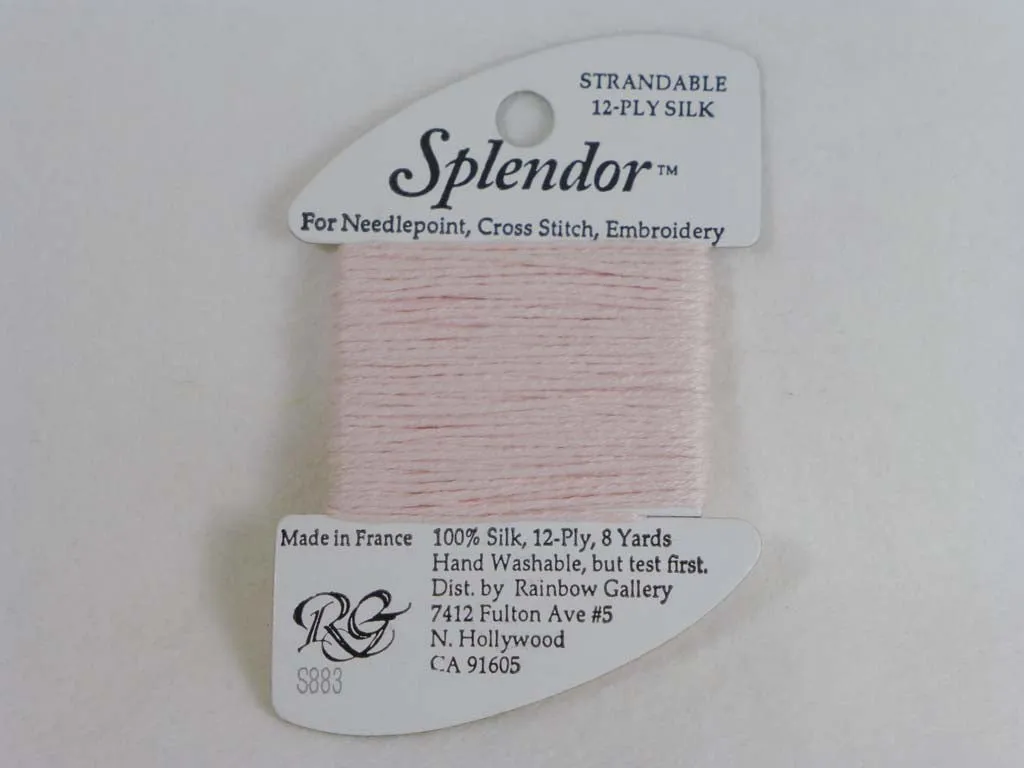 STRANDABLE
12-PLY SILK
Splendor™
For Needlepoint, Cross Stitch, Embroidery
Made in France
100% Silk, 12-Ply, 8 Yards
Hand Washable, but test first.
Dist. by Rainbow Gallery
7412 Fulton Ave #5
N. Hollywood
CA 91605
RG
S883